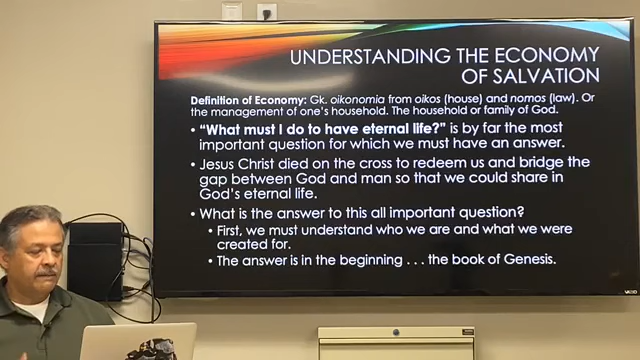 UNDERSTANDING THE ECONOMY
OF SALVATION
Definition of Economy: Gk. oikonomia from oikos (house) and nomos (law). Or
the management of one's household. The household or family of God.
• "What must I do to have eternal life?" is by far the most
important question for which we must have an answer.
• Jesus Christ died on the cross to redeem us and bridge the
gap between God and man so that we could share in
God's eternal life.
• What is the answer to this all important question?
• First, we must understand who we are and what we were
created for.
• The answer is in the beginning . . . the book of Genesis.
VIZIO